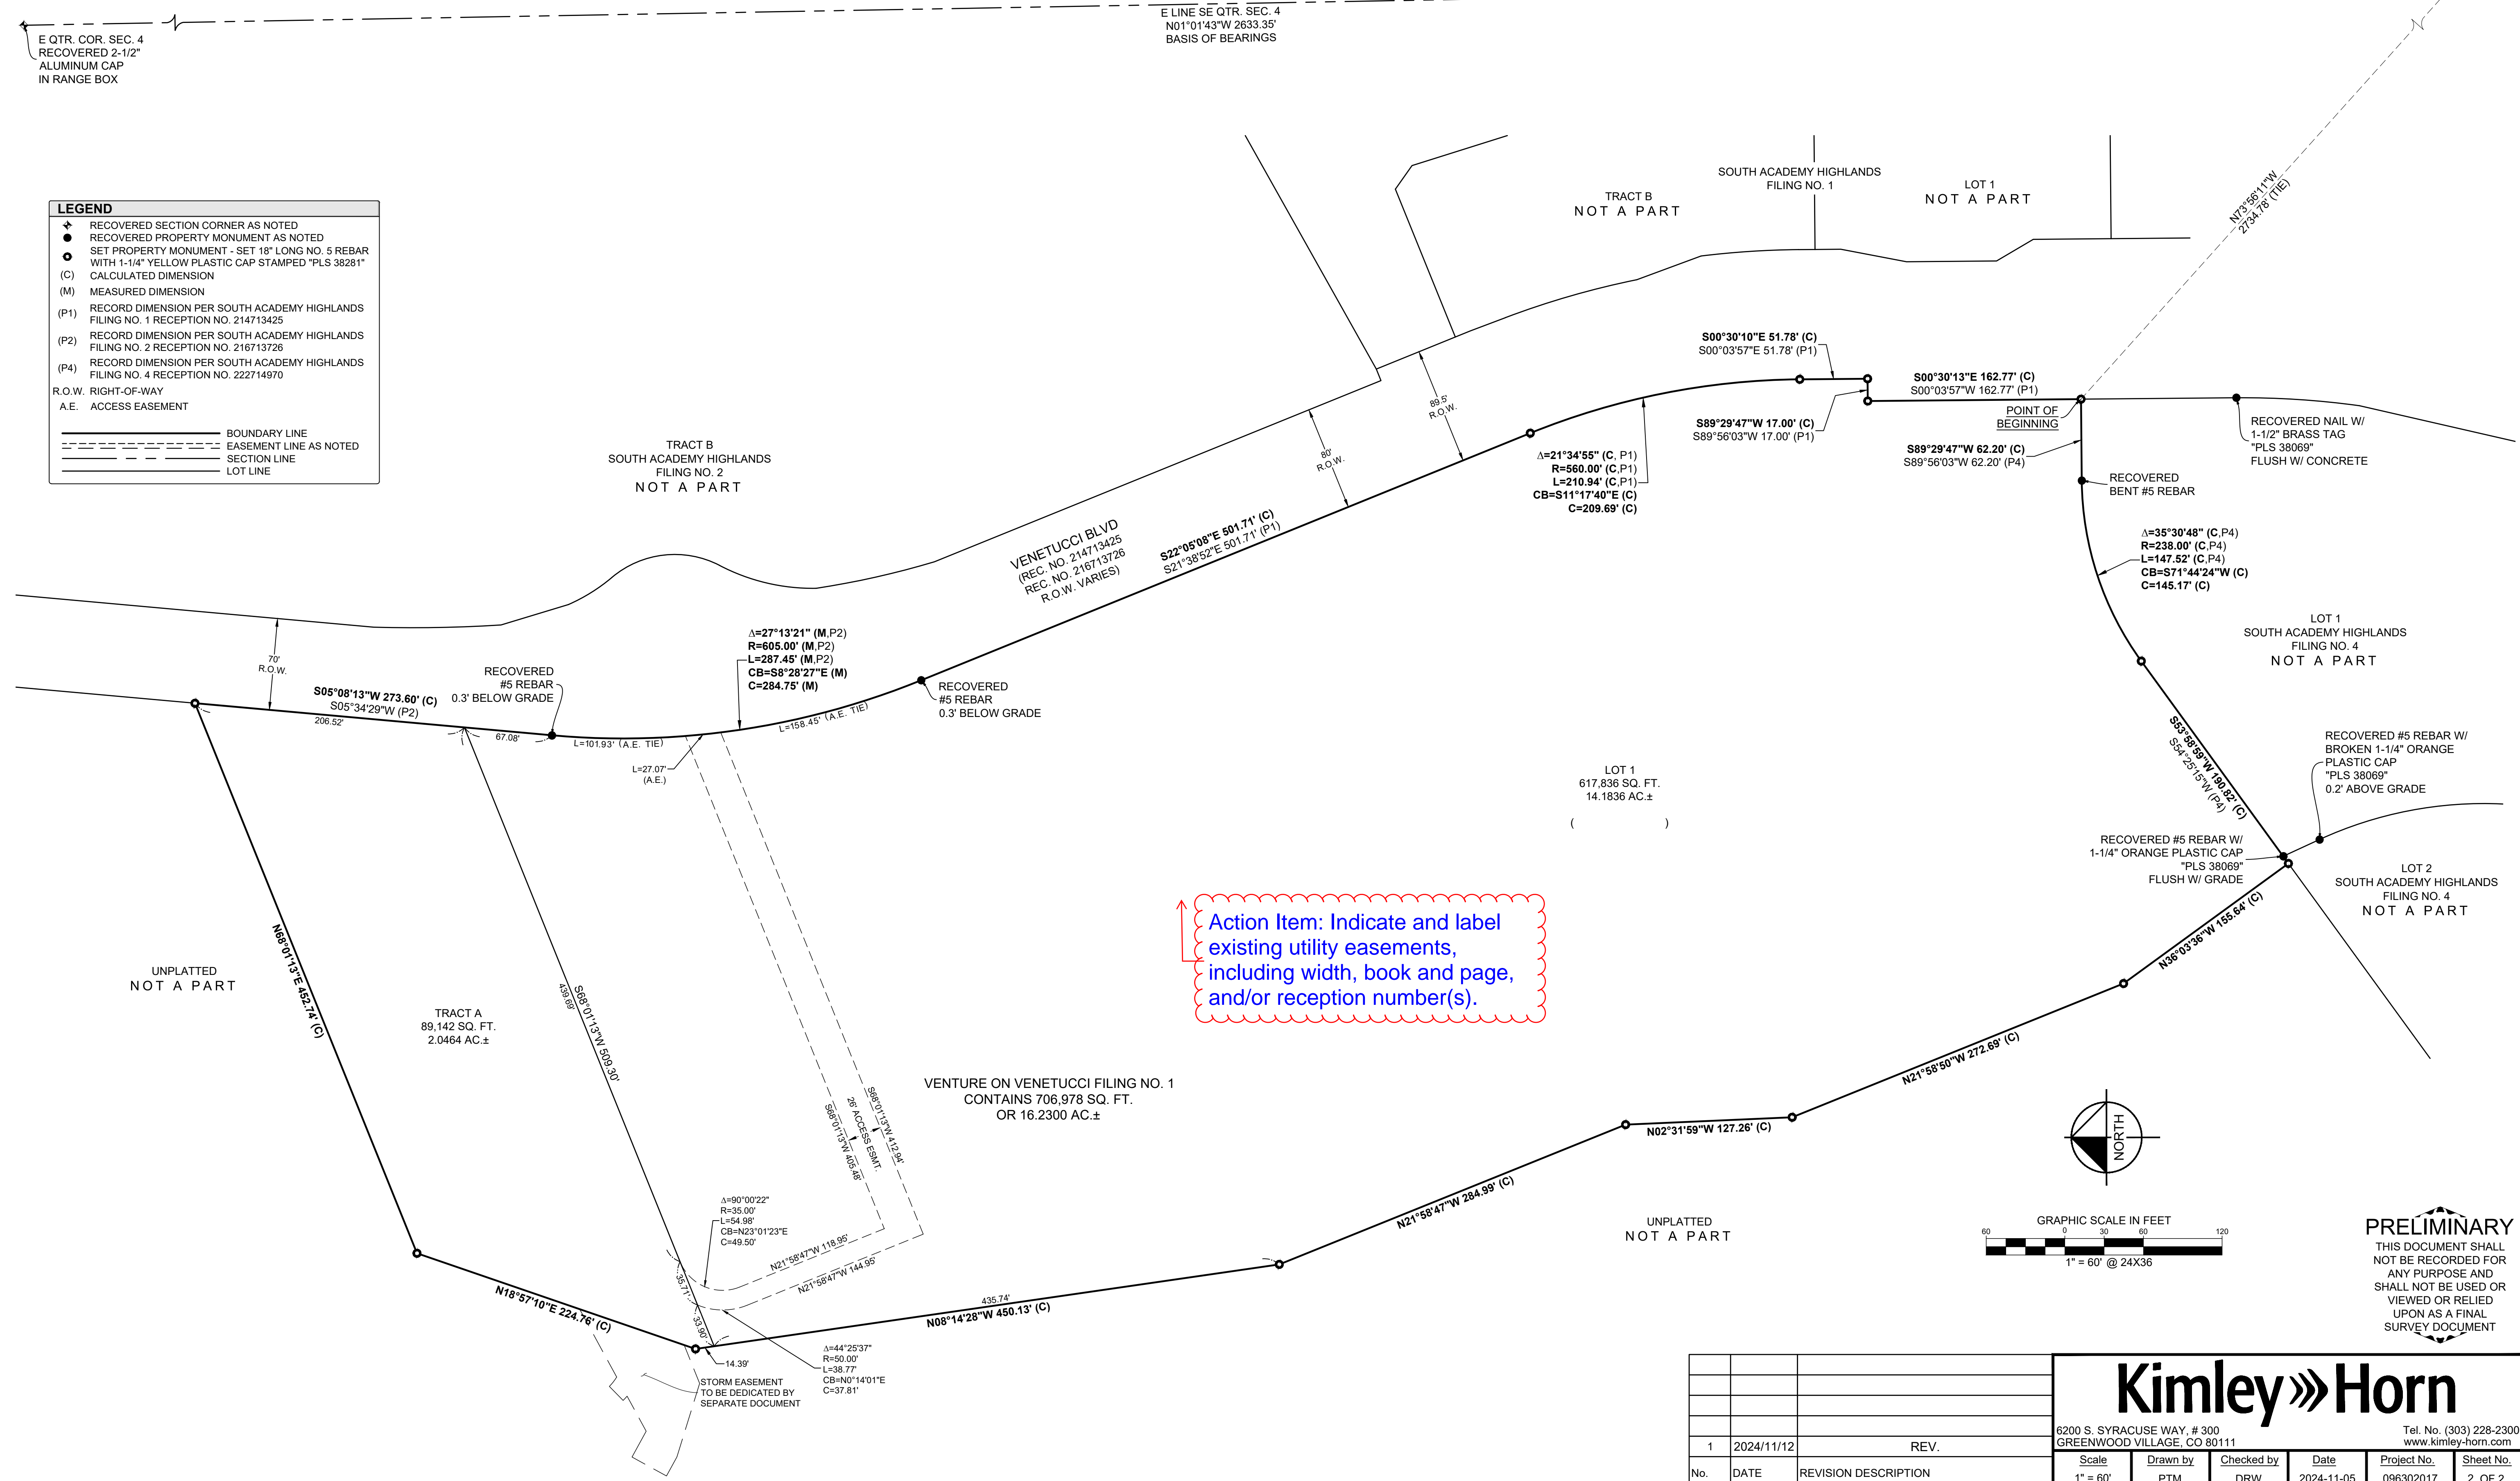 E LINE SE QTR. SEC. 4
N01°01'43"W 2633.35'
BASIS OF BEARINGS
E QTR. COR. SEC. 4
RECOVERED 2-1/2"
ALUMINUM CAP
IN RANGE BOX
LEGEND
RECOVERED SECTION CORNER AS NOTED
RECOVERED PROPERTY MONUMENT AS NOTED
SET PROPERTY MONUMENT - SET 18" LONG NO. 5 REBAR
WITH 1-1/4" YELLOW PLASTIC CAP STAMPED "PLS 38281"
(C) CALCULATED DIMENSION
(M) MEASURED DIMENSION
(P1) RECORD DIMENSION PER SOUTH ACADEMY HIGHLANDS
FILING NO. 1 RECEPTION NO. 214713425
(P2) RECORD DIMENSION PER SOUTH ACADEMY HIGHLANDS
FILING NO. 2 RECEPTION NO. 216713726
(P4) RECORD DIMENSION PER SOUTH ACADEMY HIGHLANDS
FILING NO. 4 RECEPTION NO. 222714970
R.O.W. RIGHT-OF-WAY
A.E. ACCESS EASEMENT
BOUNDARY LINE
EASEMENT LINE AS NOTED
SECTION LINE
LOT LINE
TRACT B
NOT A PART
SOUTH ACADEMY HIGHLANDS
FILING NO. 1
LOT 1
NOT A PART
N73°56'11"W
2734.78' (TIE)
TRACT B
SOUTH ACADEMY HIGHLANDS
FILING NO. 2
NOT A PART
S00°30'10"E 51.78' (C)
S00°03'57"E 51.78' (P1)
S00°30'13"E 162.77' (C)
S00°03'57"W 162.77' (P1)
S89°29'47"W 17.00' (C)
S89°56'03"W 17.00' (P1)
POINT OF
BEGINNING
S89°29'47"W 62.20' (C)
S89°56'03"W 62.20' (P4)
RECOVERED NAIL W/
1-1/2" BRASS TAG
"PLS 38069"
FLUSH W/ CONCRETE
RECOVERED
BENT #5 REBAR
89.5'
R.O.W.
80'
R.O.W.
Δ=21°34'55" (C, P1)
R=560.00' (C,P1)
L=210.94' (C,P1)
CB=S11°17'40"E (C)
C=209.69' (C)
VENETUCCI BLVD
(REC. NO. 214713425
REC. NO. 216713726
R.O.W. VARIES)
S22°05'08"E 501.71' (C)
S21°38'52"E 501.71' (P1)
Δ=35°30'48" (C,P4)
R=238.00' (C,P4)
L=147.52' (C,P4)
CB=S71°44'24"W (C)
C=145.17' (C)
LOT 1
SOUTH ACADEMY HIGHLANDS
FILING NO. 4
NOT A PART
Δ=27°13'21" (M,P2)
R=605.00' (M,P2)
L=287.45' (M,P2)
CB=S8°28'27"E (M)
C=284.75' (M)
70'
R.O.W.
S05°08'13"W 273.60' (C)
S05°34'29"W (P2)
206.52'
67.08'
RECOVERED
#5 REBAR
0.3' BELOW GRADE
RECOVERED
#5 REBAR
0.3' BELOW GRADE
L=101.93' (A.E. TIE)
L=158.45' (A.E. TIE)
L=27.07'
(A.E.)
S53°58'59"W 190.82' (C)
S54°25'15"W (P4)
RECOVERED #5 REBAR W/
BROKEN 1-1/4" ORANGE
PLASTIC CAP
"PLS 38069"
0.2' ABOVE GRADE
LOT 1
617,836 SQ. FT.
14.1836 AC.±
( )
RECOVERED #5 REBAR W/
1-1/4" ORANGE PLASTIC CAP
"PLS 38069"
FLUSH W/ GRADE
LOT 2
SOUTH ACADEMY HIGHLANDS
FILING NO. 4
NOT A PART
Action Item: Indicate and label
existing utility easements,
including width, book and page,
and/or reception number(s).
N36°03'36"W 155.64' (C)
UNPLATTED
NOT A PART
N68°01'13"E 452.74' (C)
TRACT A
89,142 SQ. FT.
2.0464 AC.±
S68°01'13"W 509.30'
439.69'
N21°58'50"W 272.69' (C)
VENTURE ON VENETUCCI FILING NO. 1
CONTAINS 706,978 SQ. FT.
OR 16.2300 AC.±
S68°01'13"W 412.94'
26' ACCESS ESMT.
S68°01'13"W 405.48'
N02°31'59"W 127.26' (C)
NORTH
N21°58'47"W 284.99' (C)
Δ=90°00'22"
R=35.00'
L=54.98'
CB=N23°01'23"E
C=49.50'
N21°58'47"W 118.95'
N21°58'47"W 144.95'
UNPLATTED
NOT A PART
GRAPHIC SCALE IN FEET
60 0 30 60 120
1" = 60' @ 24X36
PRELIMINARY
THIS DOCUMENT SHALL
NOT BE RECORDED FOR
ANY PURPOSE AND
SHALL NOT BE USED OR
VIEWED OR RELIED
UPON AS A FINAL
SURVEY DOCUMENT
35.71'
33.90'
N18°57'10"E 224.76' (C)
435.74'
N08°14'28"W 450.13' (C)
14.39'
Δ=44°25'37"
R=50.00'
L=38.77'
CB=N0°14'01"E
C=37.81'
STORM EASEMENT
TO BE DEDICATED BY
SEPARATE DOCUMENT
Kimley»Horn
6200 S. SYRACUSE WAY, # 300
GREENWOOD VILLAGE, CO 80111
Tel. No. (303) 228-2300
www.kimley-horn.com
1 2024/11/12 REV.
No. DATE REVISION DESCRIPTION
Scale Drawn by Checked by Date Project No. Sheet No.
1" = 60' PTM DRW 2024-11-05 096302017 2 OF 2